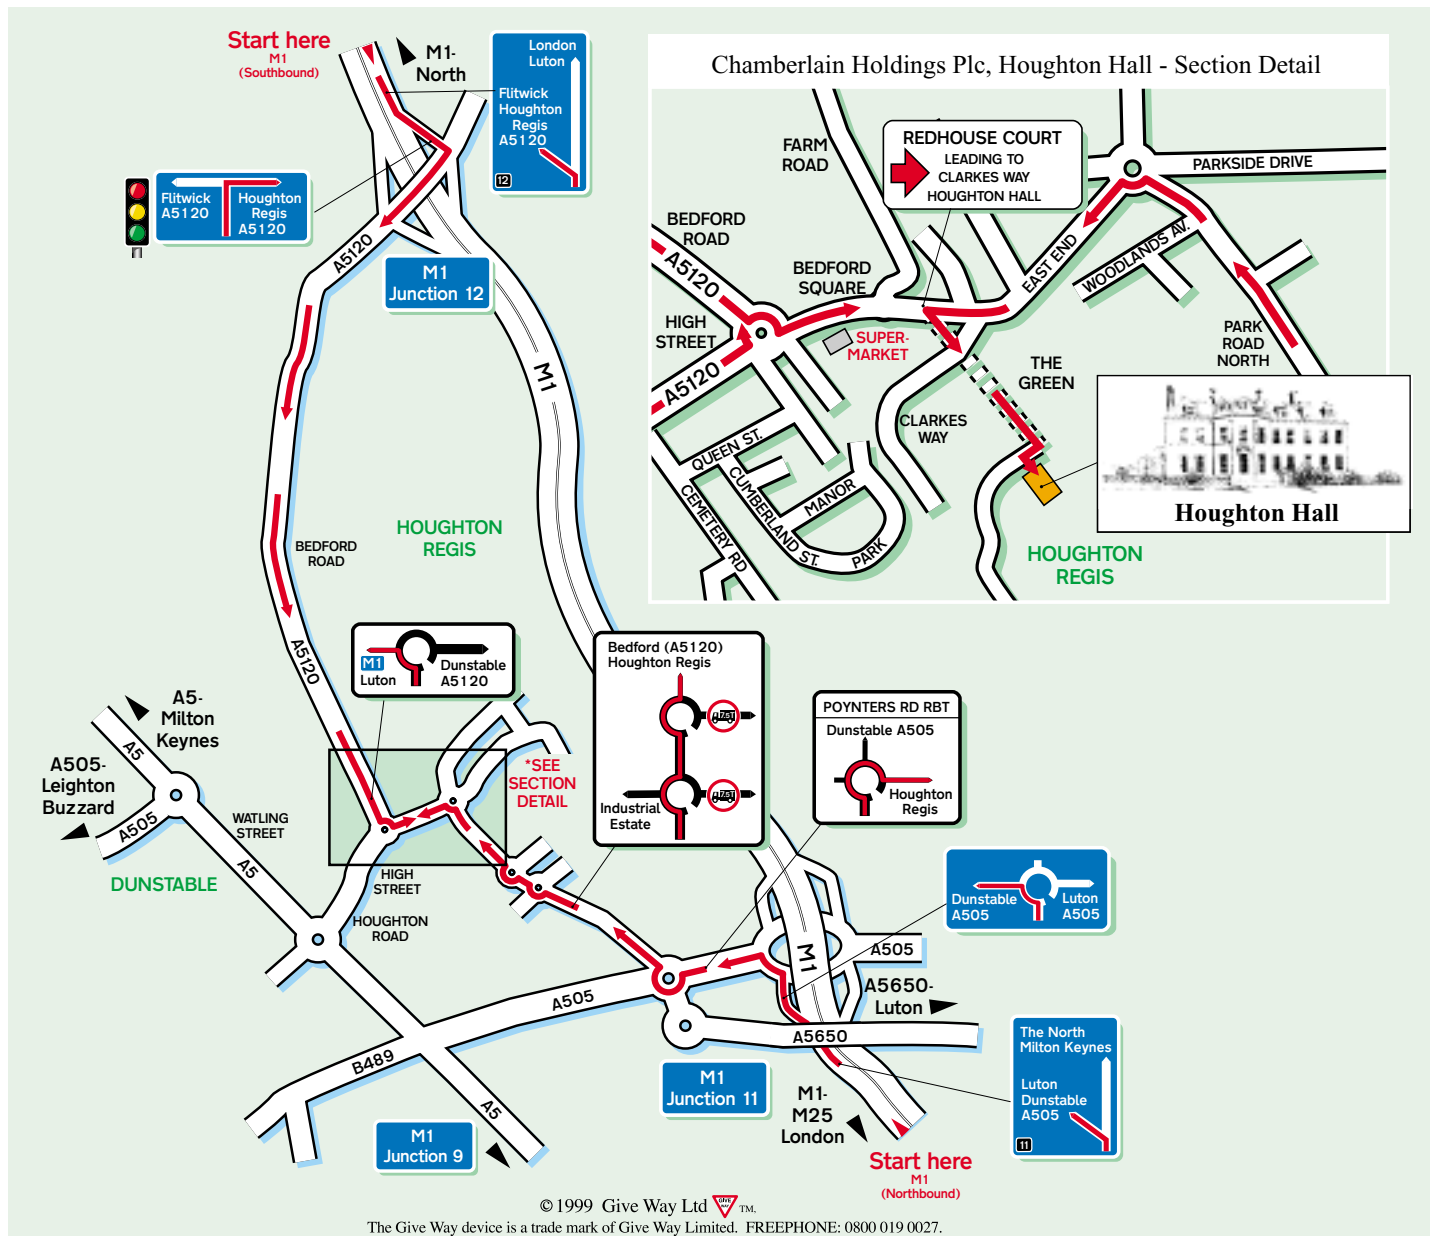 Start here
M1
(Southbound)
M1-
North
London
Luton
Flitwick
Houghton
Regis
A5120
12
Flitwick
A5120
Houghton
Regis
A5120
A5120
M1
Junction 12
M1
HOUGHTON
REGIS
BEDFORD
ROAD
A5120
Chamberlain Holdings Plc, Houghton Hall - Section Detail
FARM
ROAD
REDHOUSE COURT
LEADING TO
CLARKES WAY
HOUGHTON HALL
PARKSIDE DRIVE
BEDFORD
ROAD
A5120
BEDFORD
SQUARE
EAST END
WOODLANDS AV.
HIGH
STREET
SUPER-
MARKET
A5120
PARK
ROAD
NORTH
THE
GREEN
CLARKES
WAY
QUEEN ST.
CUMBERLAND ST.
MANOR
PARK
CEMETERY RD
Houghton Hall
HOUGHTON
REGIS
M1
Luton
Dunstable
A5120
Bedford (A5120)
Houghton Regis
7.5T
7.5T
Industrial
Estate
POYNTERS RD RBT
Dunstable A505
Houghton
Regis
A5-
Milton
Keynes
A5
A505-
Leighton
Buzzard
A505
WATLING
STREET
A5
DUNSTABLE
*SEE
SECTION
DETAIL
HIGH
STREET
HOUGHTON
ROAD
Dunstable
A505
Luton
A505
M1
A505
A5650-
Luton
A505
A5650
B489
M1
Junction 11
A5
M1
Junction 9
M1-
M25
London
The North
Milton Keynes
Luton
Dunstable
A505
11
Start here
M1
(Northbound)
© 1999 Give Way Ltd GIVE WAY TM.
The Give Way device is a trade mark of Give Way Limited. FREEPHONE: 0800 019 0027.